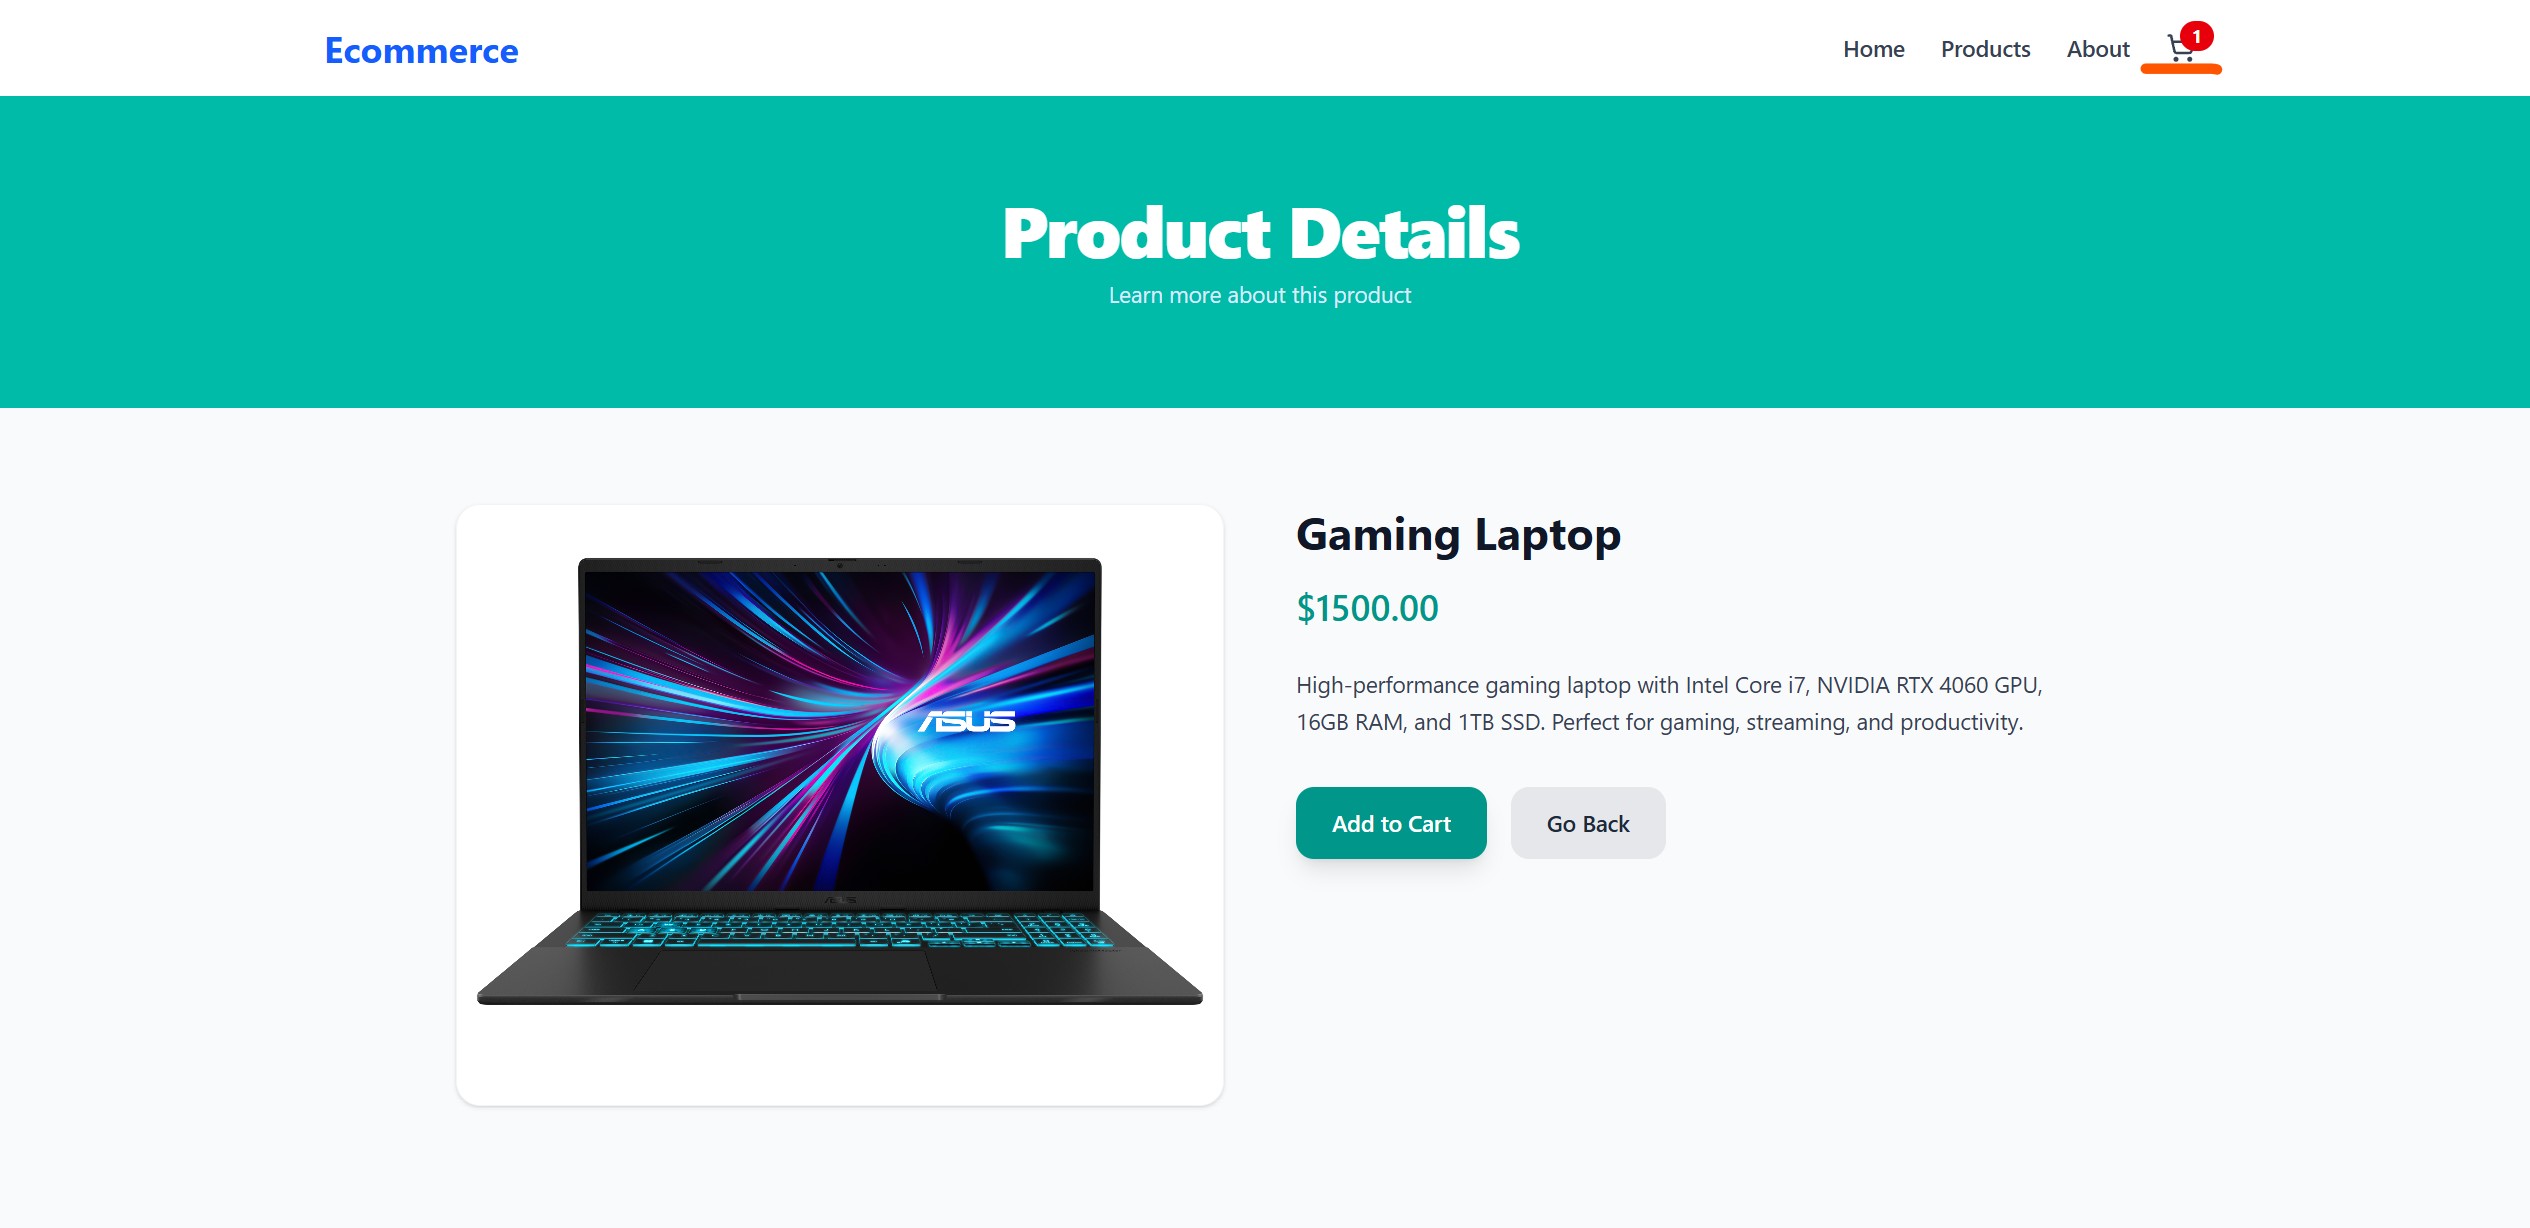 Ecommerce
Home
Products
About
1
Product Details
Learn more about this product
ASUS
Gaming Laptop
$1500.00
High-performance gaming laptop with Intel Core i7, NVIDIA RTX 4060 GPU,
16GB RAM, and 1TB SSD. Perfect for gaming, streaming, and productivity.
Add to Cart
Go Back
ASUS